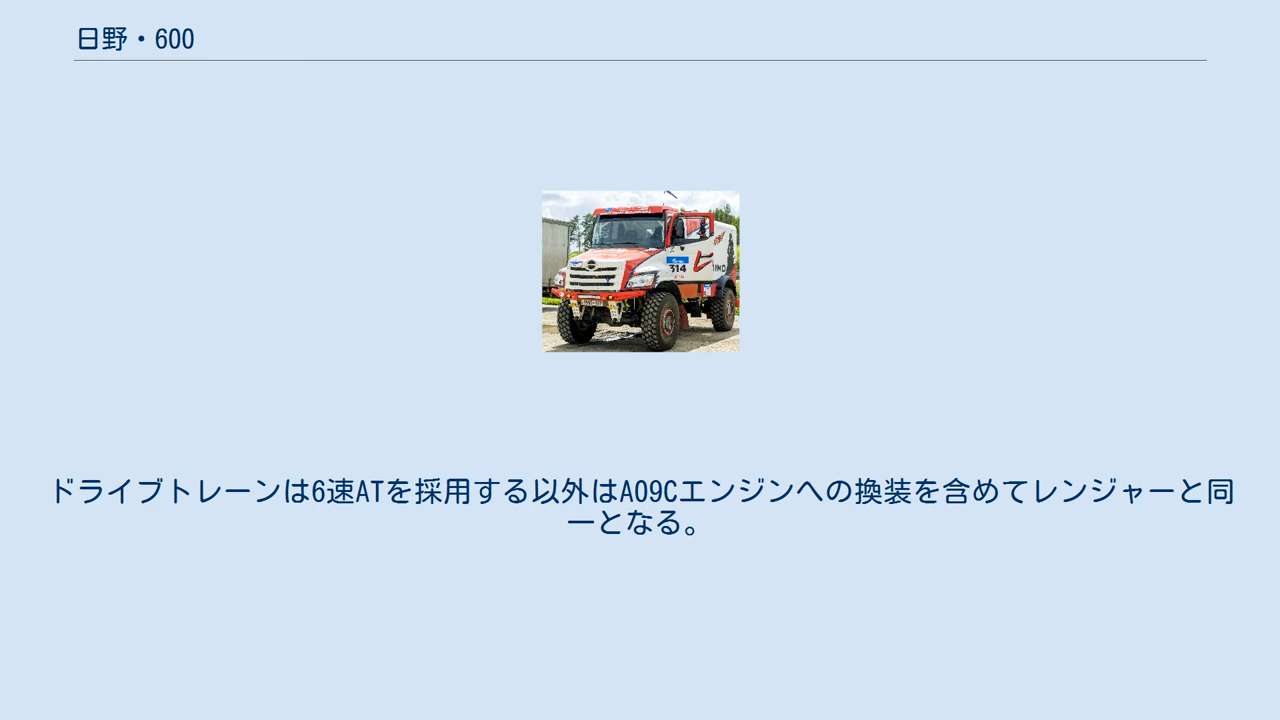 日野・600
314
ドライブトレーンは6速ATを採用する以外はA09Cエンジンへの換装を含めてレンジャーと同
一となる。